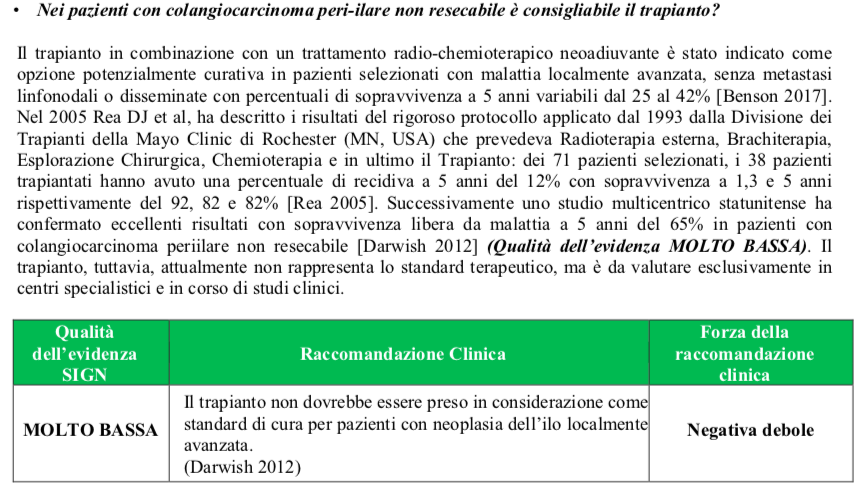 • Nei pazienti con colangiocarcinoma peri-ilare non resecabile è consigliabile il trapianto?
Il trapianto in combinazione con un trattamento radio-chemioterapico neoadiuvante è stato indicato come
opzione potenzialmente curativa in pazienti selezionati con malattia localmente avanzata, senza metastasi
linfonodali o disseminate con percentuali di sopravvivenza a 5 anni variabili dal 25 al 42% [Benson 2017].
Nel 2005 Rea DJ et al, ha descritto i risultati del rigoroso protocollo applicato dal 1993 dalla Divisione dei
Trapianti della Mayo Clinic di Rochester (MN, USA) che prevedeva Radioterapia esterna, Brachiterapia,
Esplorazione Chirurgica, Chemioterapia e in ultimo il Trapianto: dei 71 pazienti selezionati, i 38 pazienti
trapiantati hanno avuto una percentuale di recidiva a 5 anni del 12% con sopravvivenza a 1,3 e 5 anni
rispettivamente del 92, 82 e 82% [Rea 2005]. Successivamente uno studio multicentrico statunitense ha
confermato eccellenti risultati con sopravvivenza libera da malattia a 5 anni del 65% in pazienti con
colangiocarcinoma periilare non resecabile [Darwish 2012] (Qualità dell'evidenza MOLTO BASSA). Il
trapianto, tuttavia, attualmente non rappresenta lo standard terapeutico, ma è da valutare esclusivamente in
centri specialistici e in corso di studi clinici.
Qualità
dell'evidenza
SIGN
Raccomandazione Clinica
Forza della
raccomandazione
clinica
MOLTO BASSA
Il trapianto non dovrebbe essere preso in considerazione come
standard di cura per pazienti con neoplasia dell'ilo localmente
avanzata.
(Darwish 2012)
Negativa debole